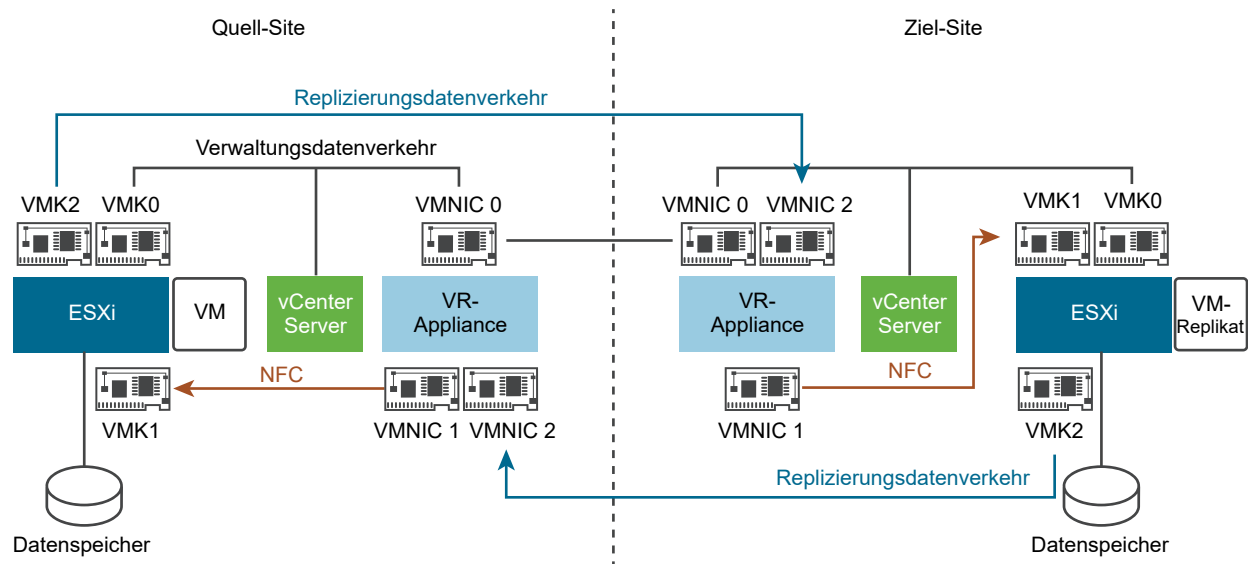 Quell-Site
Ziel-Site
Replizierungsdatenverkehr
Verwaltungsdatenverkehr
VMK2
VMK0
VMNIC 0
VMNIC 0
VMNIC 2
VMK1
VMK0
ESXi
VM
vCenter
Server
VR-
Appliance
VR-
Appliance
vCenter
Server
ESXi
VM-
Replikat
NFC
NFC
VMK1
VMNIC 1
VMNIC 2
VMNIC 1
VMK2
Replizierungsdatenverkehr
Datenspeicher
Datenspeicher